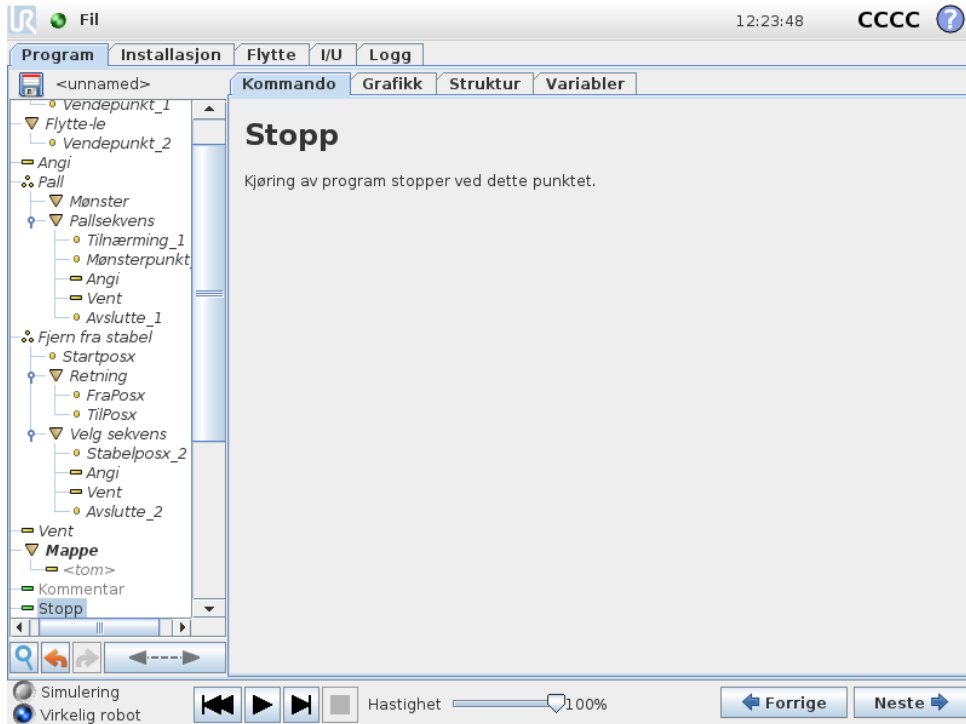 UR Fil 12:23:48 CCCC ?
Program Installasjon Flytte I/U Logg
<unnamed> Kommando Grafikk Struktur Variabler
Vendepunkt_1
Flytte-le
Vendepunkt_2
Angi
Pall
Mønster
Pallsekvens
Tilnærming_1
Mønsterpunkt_
Angi
Vent
Avslutte_1
Fjern fra stabel
Startposx
Retning
FraPosx
TilPosx
Velg sekvens
Stabelposx_2
Angi
Vent
Avslutte_2
Vent
Mappe
<tom>
Kommentar
Stopp
Stopp
Kjøring av program stopper ved dette punktet.
Simulering
Virkelig robot
Hastighet 100%
Forrige Neste